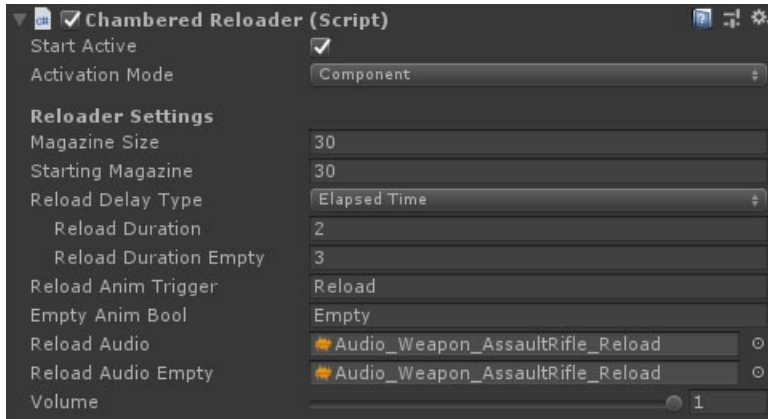 Chambered Reloader (Script)
Start Active
Activation Mode Component
Reloader Settings
Magazine Size 30
Starting Magazine 30
Reload Delay Type Elapsed Time
Reload Duration 2
Reload Duration Empty 3
Reload Anim Trigger Reload
Empty Anim Bool Empty
Reload Audio Audio_Weapon_AssaultRifle_Reload
Reload Audio Empty Audio_Weapon_AssaultRifle_Reload
Volume 1